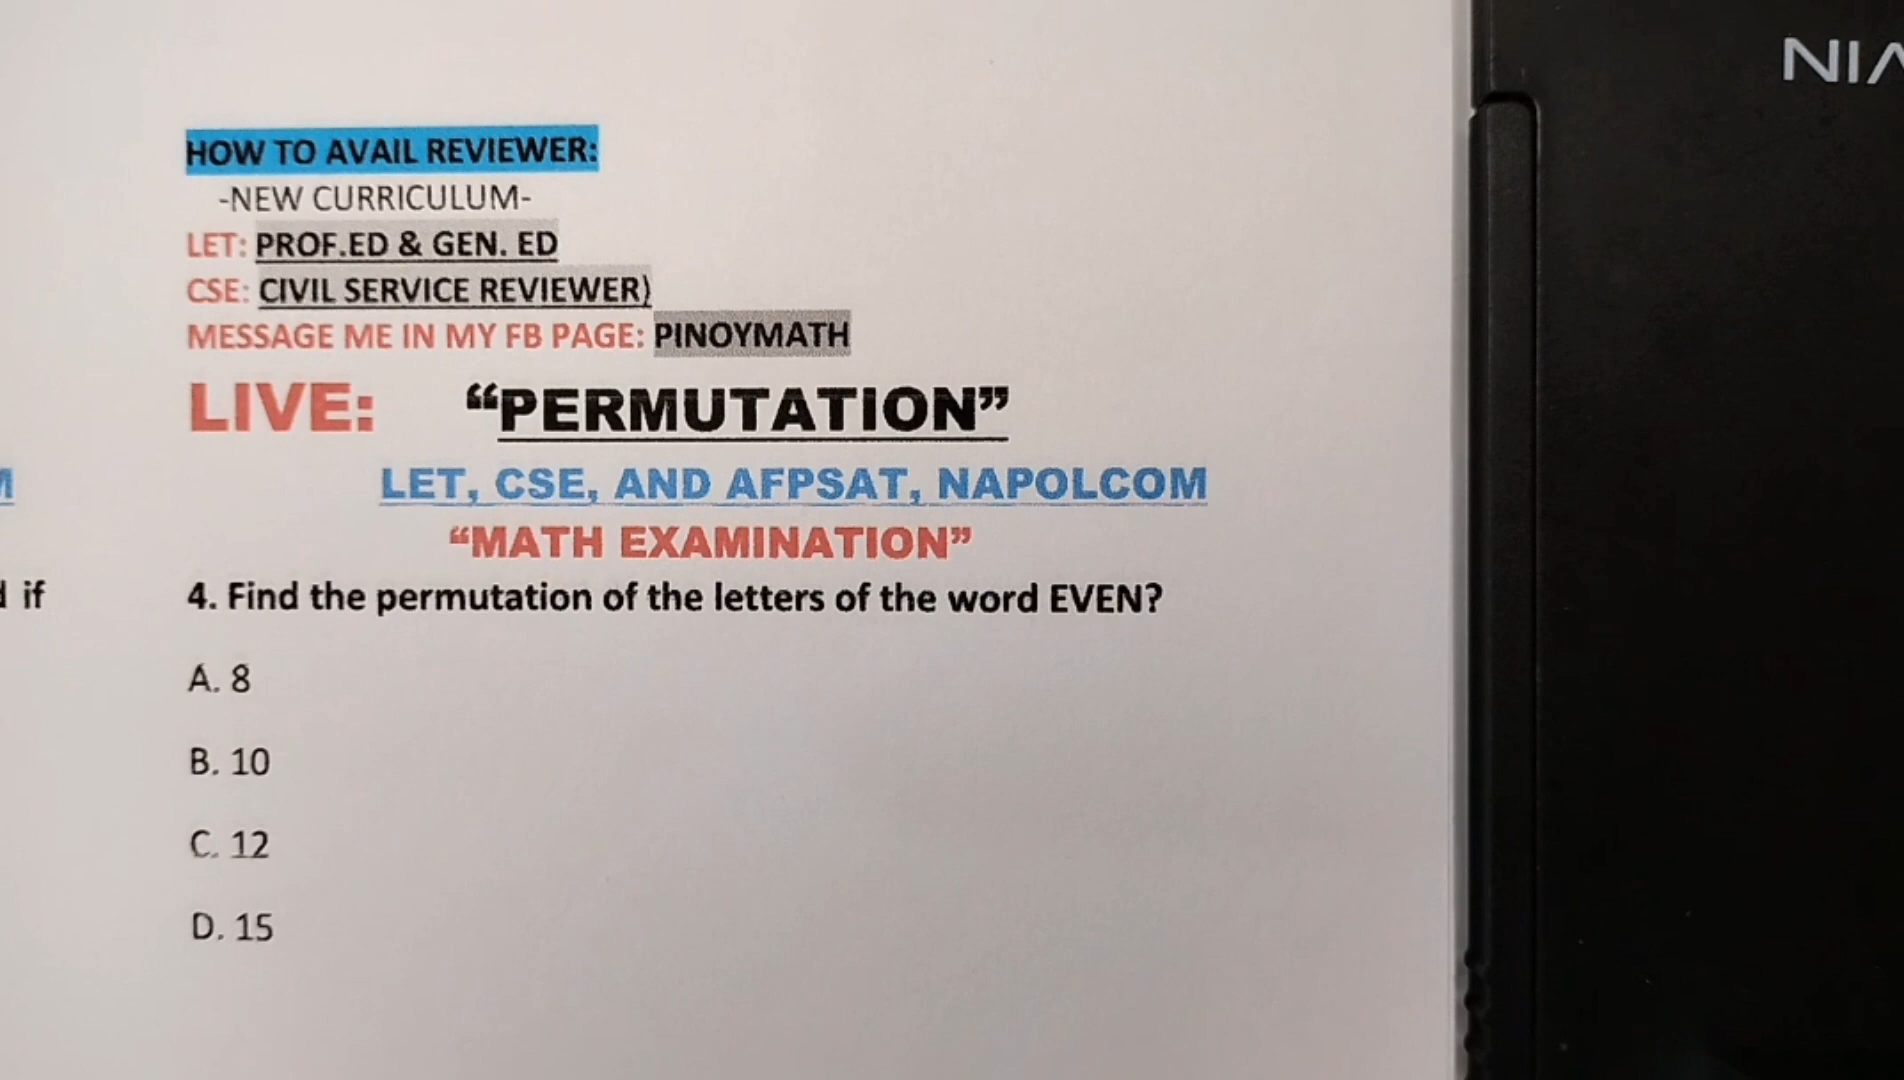 HOW TO AVAIL REVIEWER:
-NEW CURRICULUM-
LET: PROF.ED & GEN. ED
CSE: CIVIL SERVICE REVIEWER)
MESSAGE ME IN MY FB PAGE: PINOYMATH
LIVE: “PERMUTATION”
LET, CSE, AND AFPSAT, NAPOLCOM
“MATH EXAMINATION”
if
4. Find the permutation of the letters of the word EVEN?
A. 8
B. 10
C. 12
D. 15